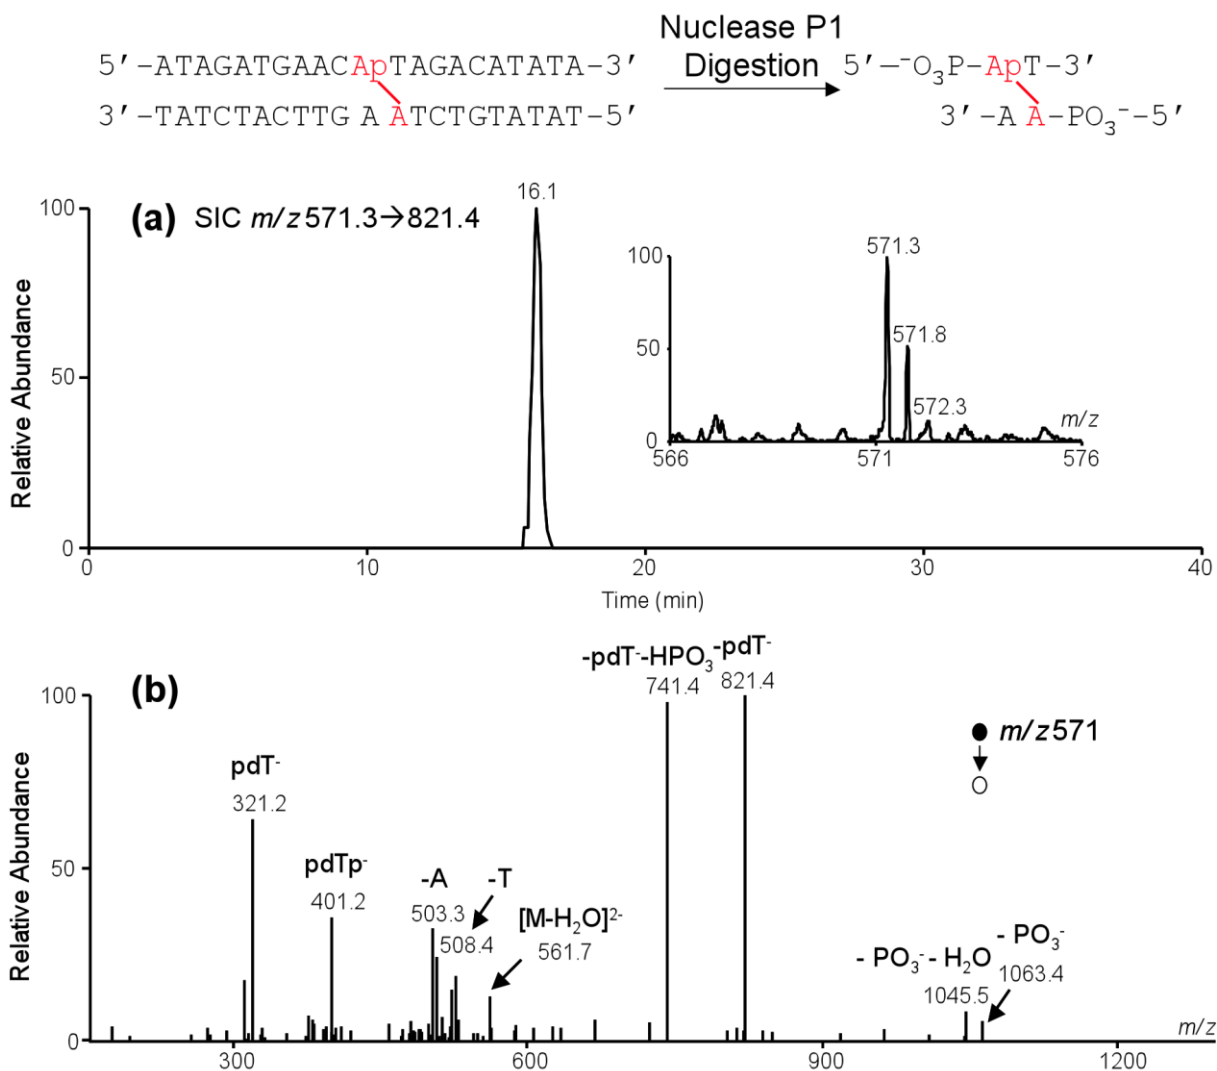 Nuclease P1
Digestion
5'-ATAGATGAACApTAGACATATA-3'
5'-⁻O₃P-ApT-3'
3'-TATCTACTTG A ATCTGTATAT-5'
3'-A A-PO₃⁻-5'
(a) SIC m/z 571.3→821.4
Relative Abundance
100
50
0
16.1
0
10
20
30
40
Time (min)
100
50
0
571.3
571.8
572.3
m/z
566
571
576
(b)
Relative Abundance
100
50
0
-pdT⁻-HPO₃
741.4
-pdT⁻
821.4
m/z 571
pdT⁻
321.2
pdTp⁻
401.2
-A
503.3
-T
508.4
[M-H₂O]²⁻
561.7
- PO₃⁻ - H₂O
1045.5
- PO₃⁻
1063.4
m/z
300
600
900
1200